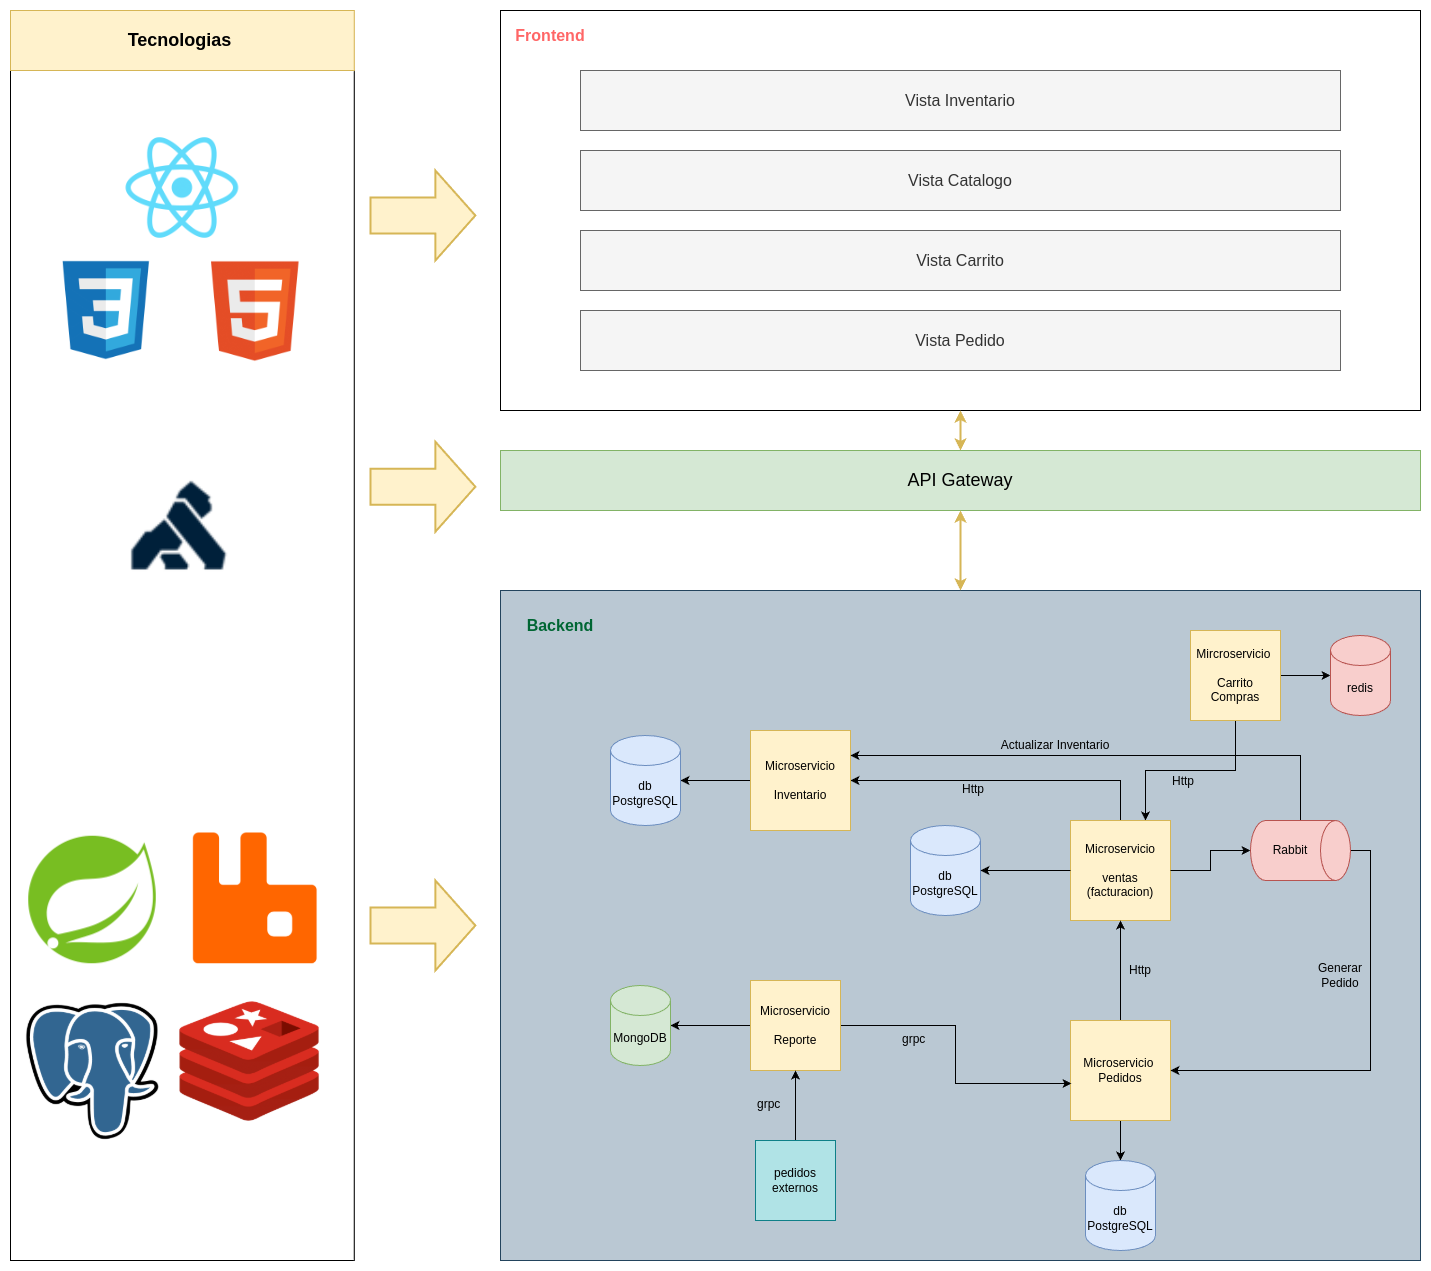 Tecnologias
Frontend
Vista Inventario
Vista Catalogo
Vista Carrito
Vista Pedido
API Gateway
Backend
Mircroservicio
Carrito
Compras
redis
Actualizar Inventario
Microservicio
Inventario
db
PostgreSQL
Http
Http
Microservicio
ventas
(facturacion)
db
PostgreSQL
Rabbit
Http
Generar
Pedido
Microservicio
Reporte
MongoDB
grpc
Microservicio
Pedidos
grpc
pedidos
externos
db
PostgreSQL